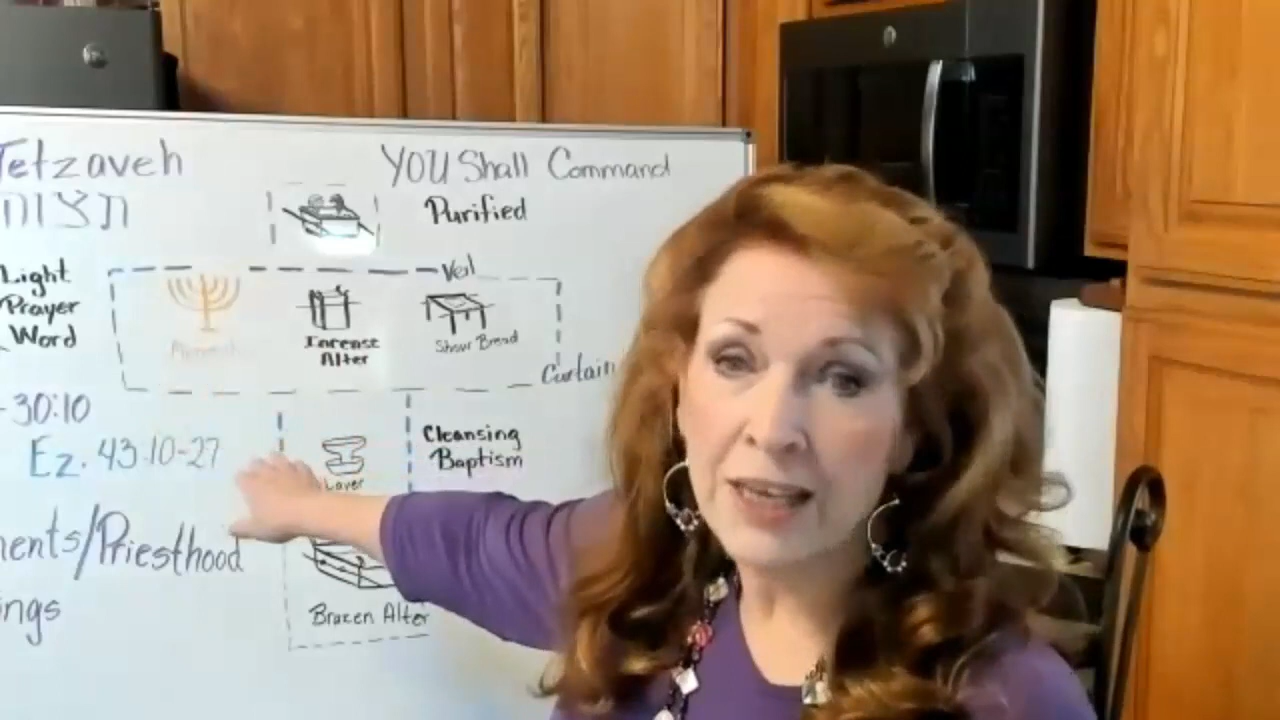 Tetzaveh YOU Shall Command
Purified
Light
Prayer
Word
Veil
Incense
Alter
Show Bread
Curtain
-30:10
Ez. 43:10-27
Cleansing
Baptism
Laver
ments/Priesthood
ings
Brazen Alter